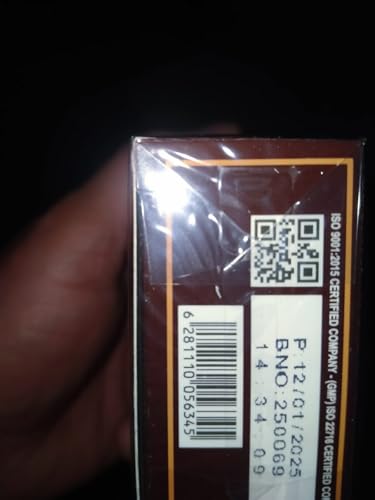 ISO 9001:2015 CERTIFIED COMPANY - (GMP) ISO 22716 CERTIFIED CO
P:12/01/2025
BNO:250069
14:34 09
6 281110 056345